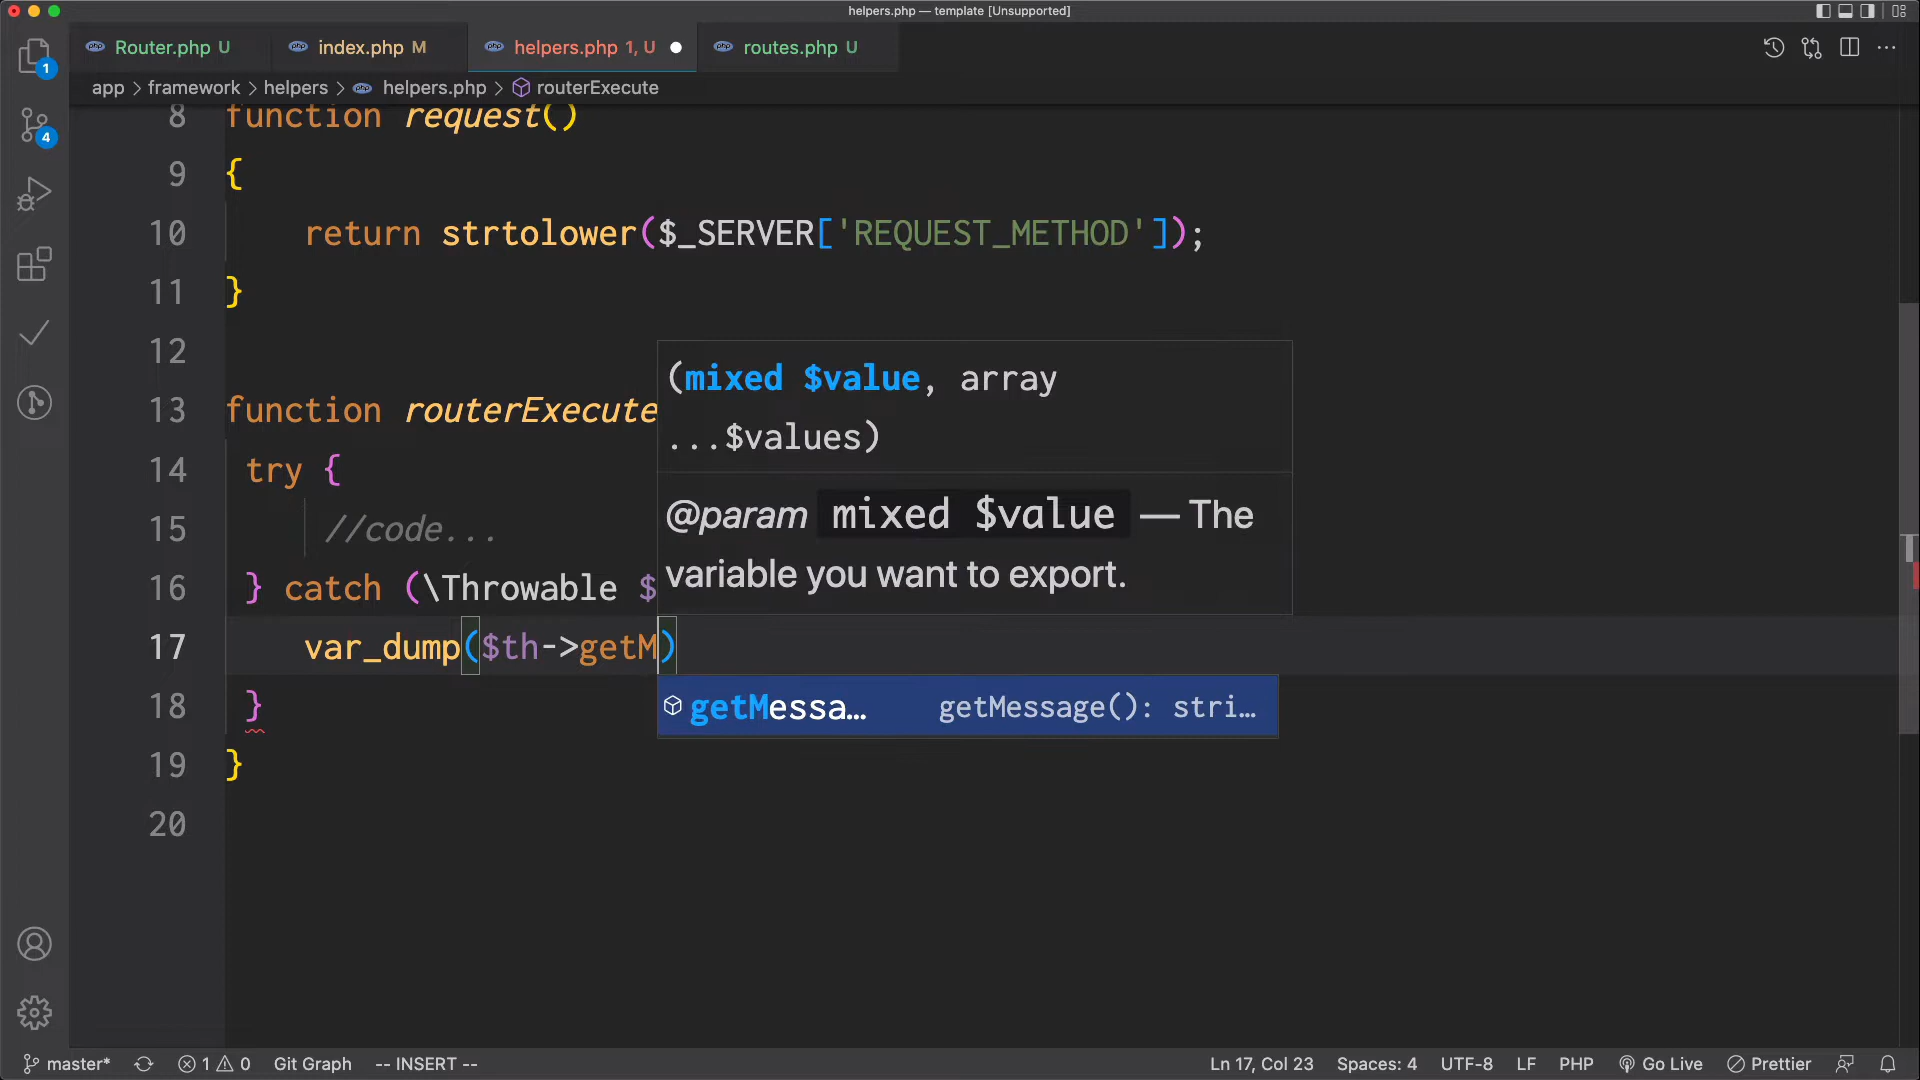 helpers.php — template [Unsupported]
Router.php U
index.php M
helpers.php 1, U
routes.php U
app > framework > helpers > helpers.php > routerExecute
8 function request()
9 {
10 return strtolower($_SERVER['REQUEST_METHOD']);
11 }
12
13 function routerExecute
14 try {
15 //code...
16 } catch (\Throwable $
17 var_dump($th->getM)
18 }
19 }
20
(mixed $value, array
...$values)
@param mixed $value — The
variable you want to export.
getMessa... getMessage(): stri...
1
4
master* 1 0 Git Graph -- INSERT -- Ln 17, Col 23 Spaces: 4 UTF-8 LF PHP Go Live Prettier